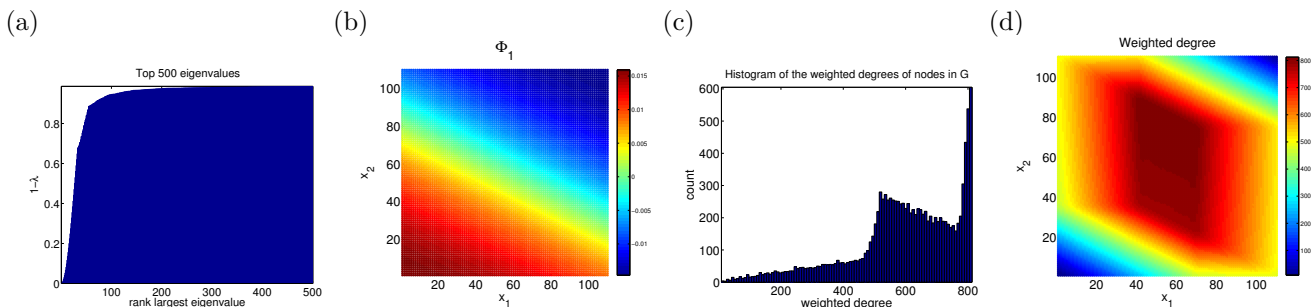 (a)
Top 500 eigenvalues
0.8
0.6
0.4
0.2
0
1−λ
100 200 300 400 500
rank largest eigenvalue
(b)
Φ1
100
80
60
40
20
x2
20 40 60 80 100
x1
0.015
0.01
0.005
0
−0.005
−0.01
(c)
Histogram of the weighted degrees of nodes in G
600
500
400
300
200
100
0
count
200 400 600 800
weighted degree
(d)
Weighted degree
100
80
60
40
20
x2
20 40 60 80 100
x1
800
700
600
500
400
300
200
100